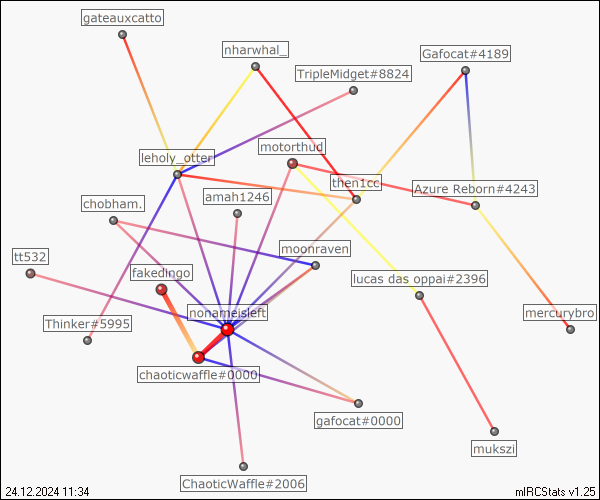 gateauxcatto
nharwhal_
Gafocat#4189
TripleMidget#8824
motorthud
leholy_otter
then1cc
Azure Reborn#4243
amah1246
chobham.
moonraven
tt532
fakedingo
lucas das oppai#2396
nonameisleft
mercurybro
Thinker#5995
chaoticwaffle#0000
gafocat#0000
mukszi
ChaoticWaffle#2006
24.12.2024 11:34
mIRCStats v1.25